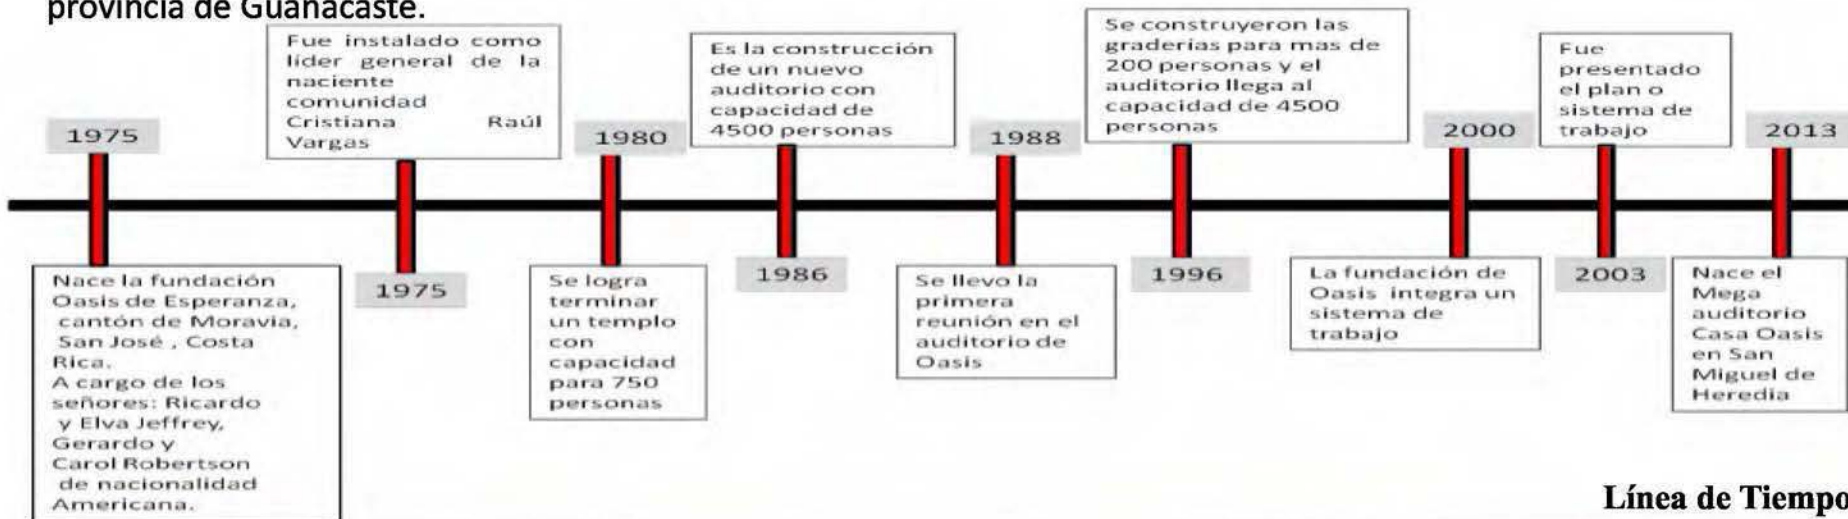 provincia de Guanacaste.
1975
Nace la fundación
Oasis de Esperanza,
cantón de Moravia,
San José , Costa
Rica.
A cargo de los
señores: Ricardo
y Elva Jeffrey,
Gerardo y
Carol Robertson
de nacionalidad
Americana.
Fue instalado como
líder general de la
naciente
comunidad
Cristiana Raúl
Vargas
1975
1980
Se logra
terminar
un templo
con
capacidad
para 750
personas
Es la construcción
de un nuevo
auditorio con
capacidad de
4500 personas
1986
1988
Se llevo la
primera
reunión en el
auditorio de
Oasis
Se construyeron las
graderías para mas de
200 personas y el
auditorio llega al
capacidad de 4500
personas
1996
2000
La fundación de
Oasis integra un
sistema de
trabajo
Fue
presentado
el plan o
sistema de
trabajo
2003
2013
Nace el
Mega
auditorio
Casa Oasis
en San
Miguel de
Heredia
Línea de Tiempo